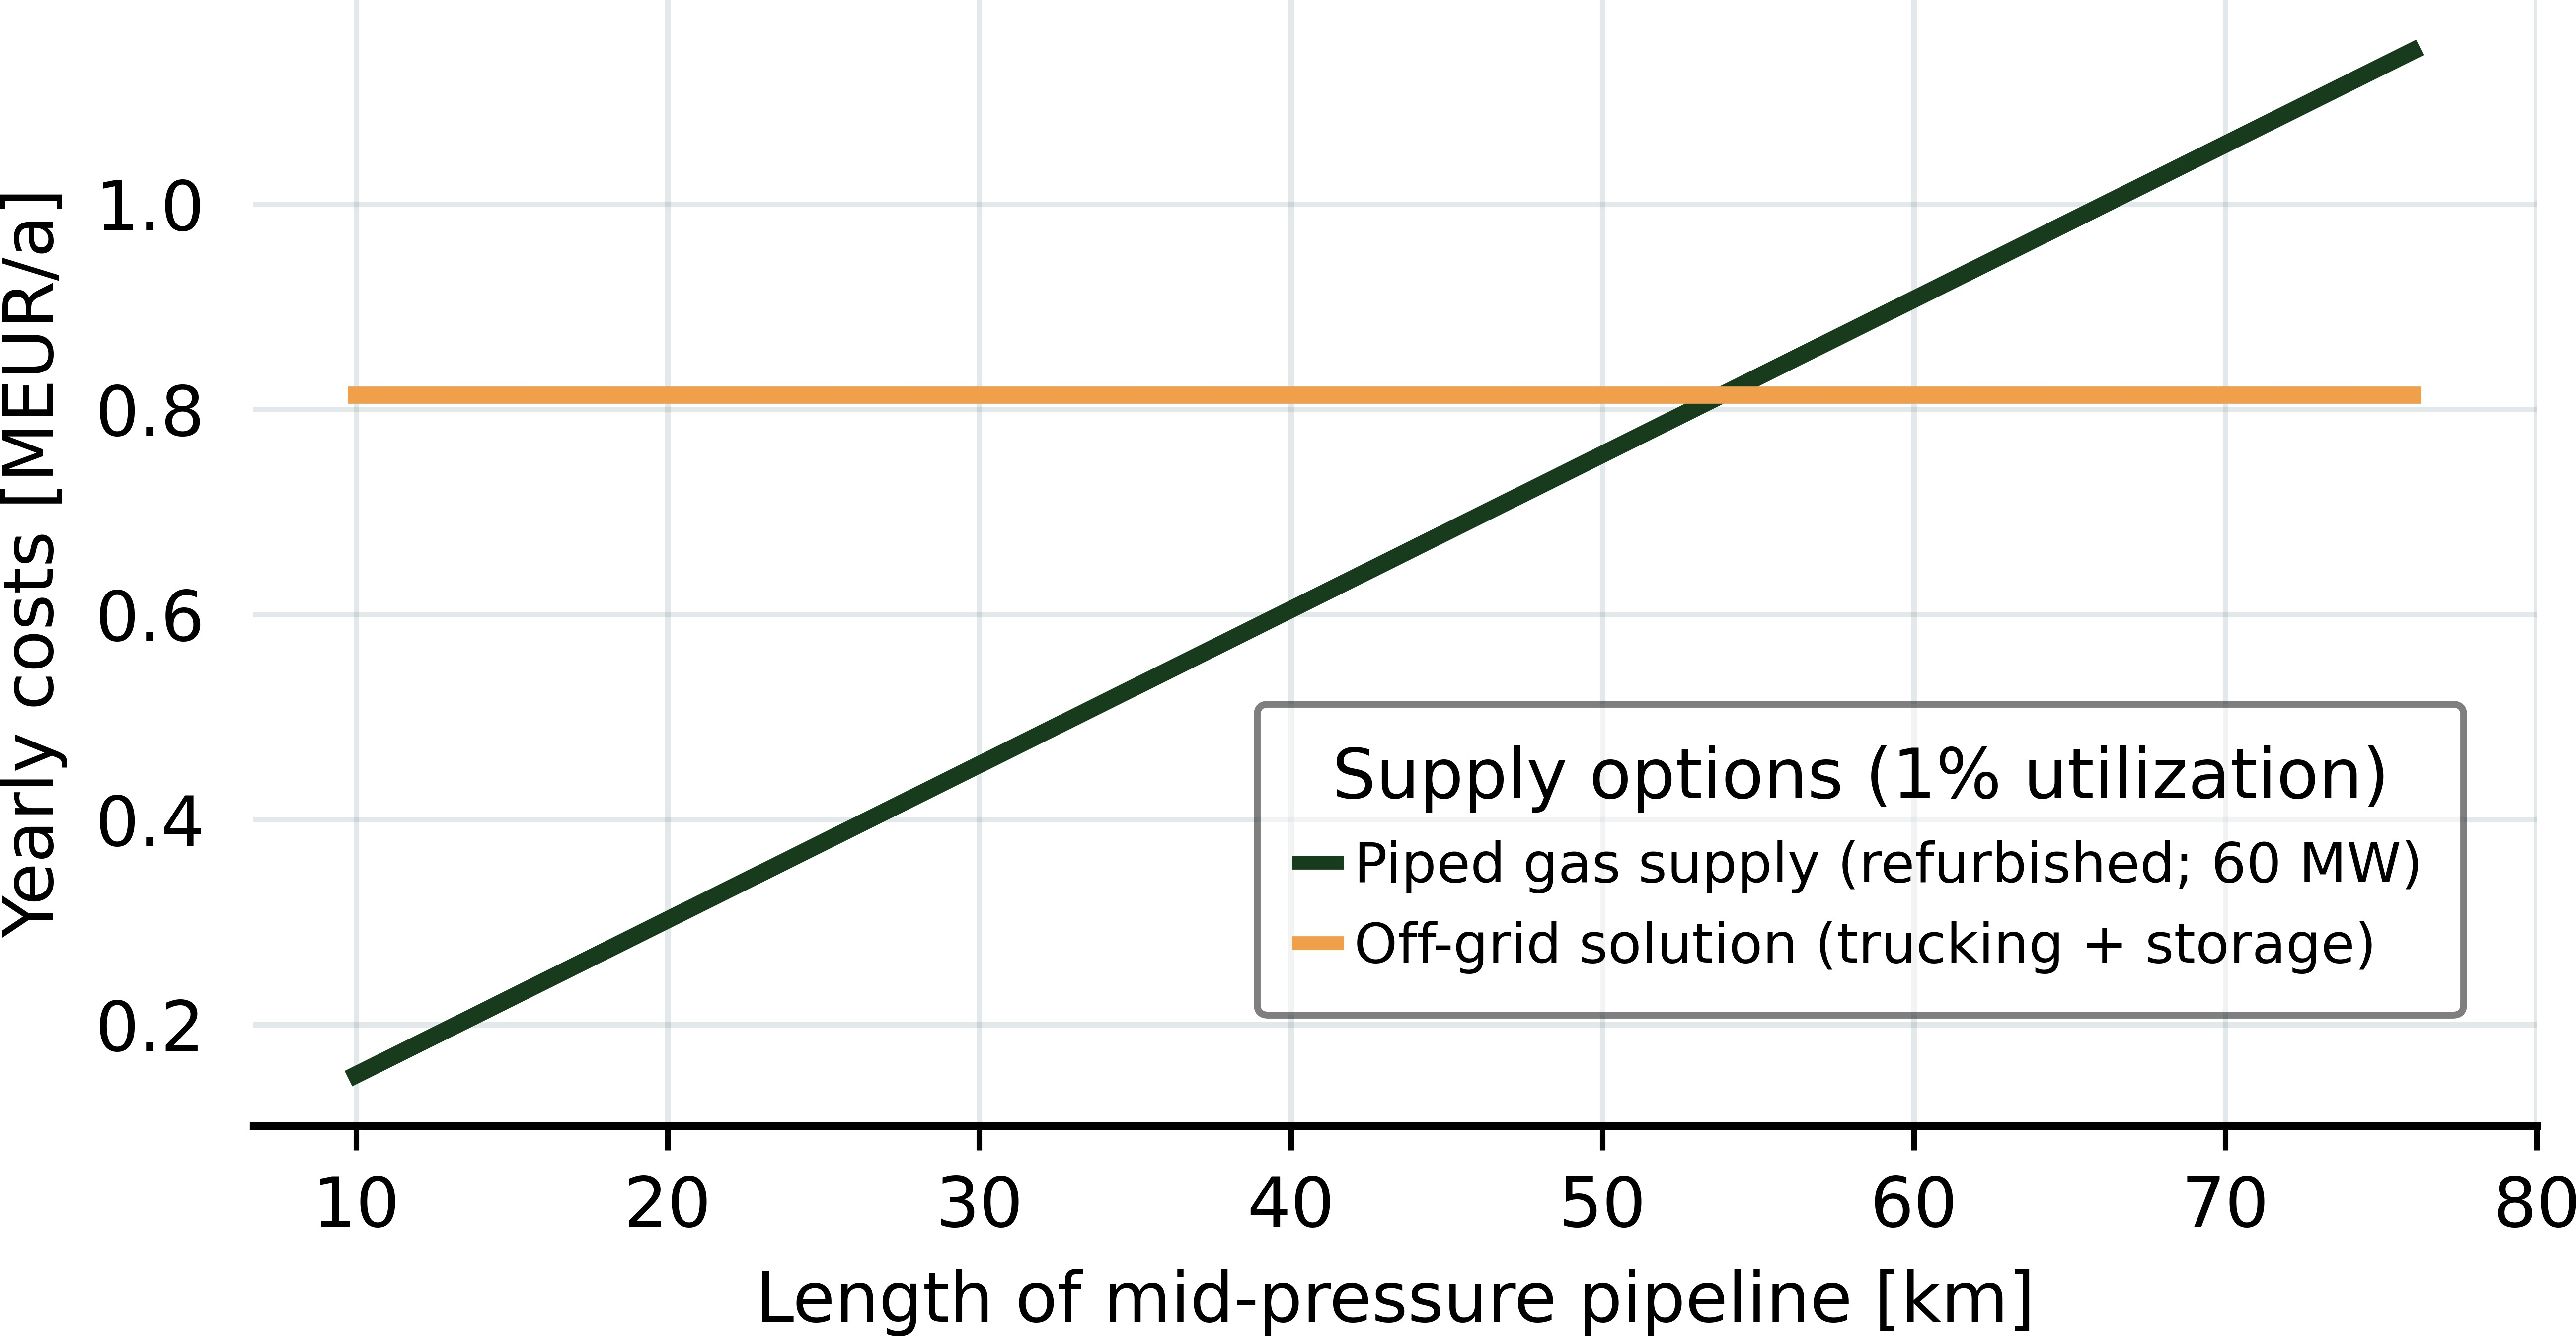 Yearly costs [MEUR/a]
1.0
0.8
0.6
0.4
0.2
Supply options (1% utilization)
Piped gas supply (refurbished; 60 MW)
Off-grid solution (trucking + storage)
10 20 30 40 50 60 70 80
Length of mid-pressure pipeline [km]